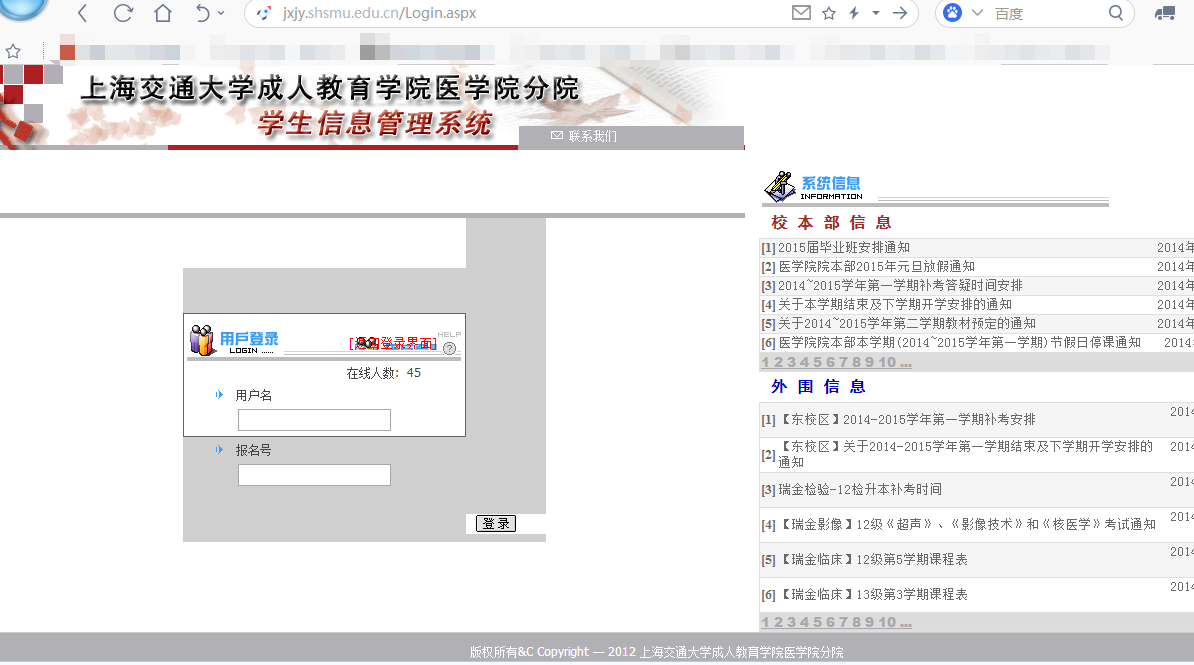 jxjy.shsmu.edu.cn/Login.aspx
百度
上海交通大学成人教育学院医学院分院
学生信息管理系统
联系我们
系统信息
INFORMATION
校本部信息
[1] 2015届毕业班安排通知 2014年
[2] 医学院院本部2015年元旦放假通知 2014年
[3] 2014~2015学年第一学期补考答疑时间安排 2014年
[4] 关于本学期结束及下学期开学安排的通知 2014年
[5] 关于2014~2015学年第二学期教材预定的通知 2014年
[6] 医学院院本部本学期(2014~2015学年第一学期)节假日停课通知 2014
1 2 3 4 5 6 7 8 9 10 ...
外围信息
[1] 【东校区】2014-2015学年第一学期补考安排 2014
[2] 【东校区】关于2014-2015学年第一学期结束及下学期开学安排的 2014
通知
[3] 瑞金检验-12检升本补考时间 2014
[4] 【瑞金影像】12级《超声》、《影像技术》和《核医学》考试通知 2014
[5] 【瑞金临床】12级第5学期课程表 2014
[6] 【瑞金临床】13级第3学期课程表 2014
1 2 3 4 5 6 7 8 9 10 ...
用戶登录
LOGIN ......
登录界面]
HELP
在线人数：45
用户名
报名号
登 录
版权所有&C Copyright — 2012 上海交通大学成人教育学院医学院分院